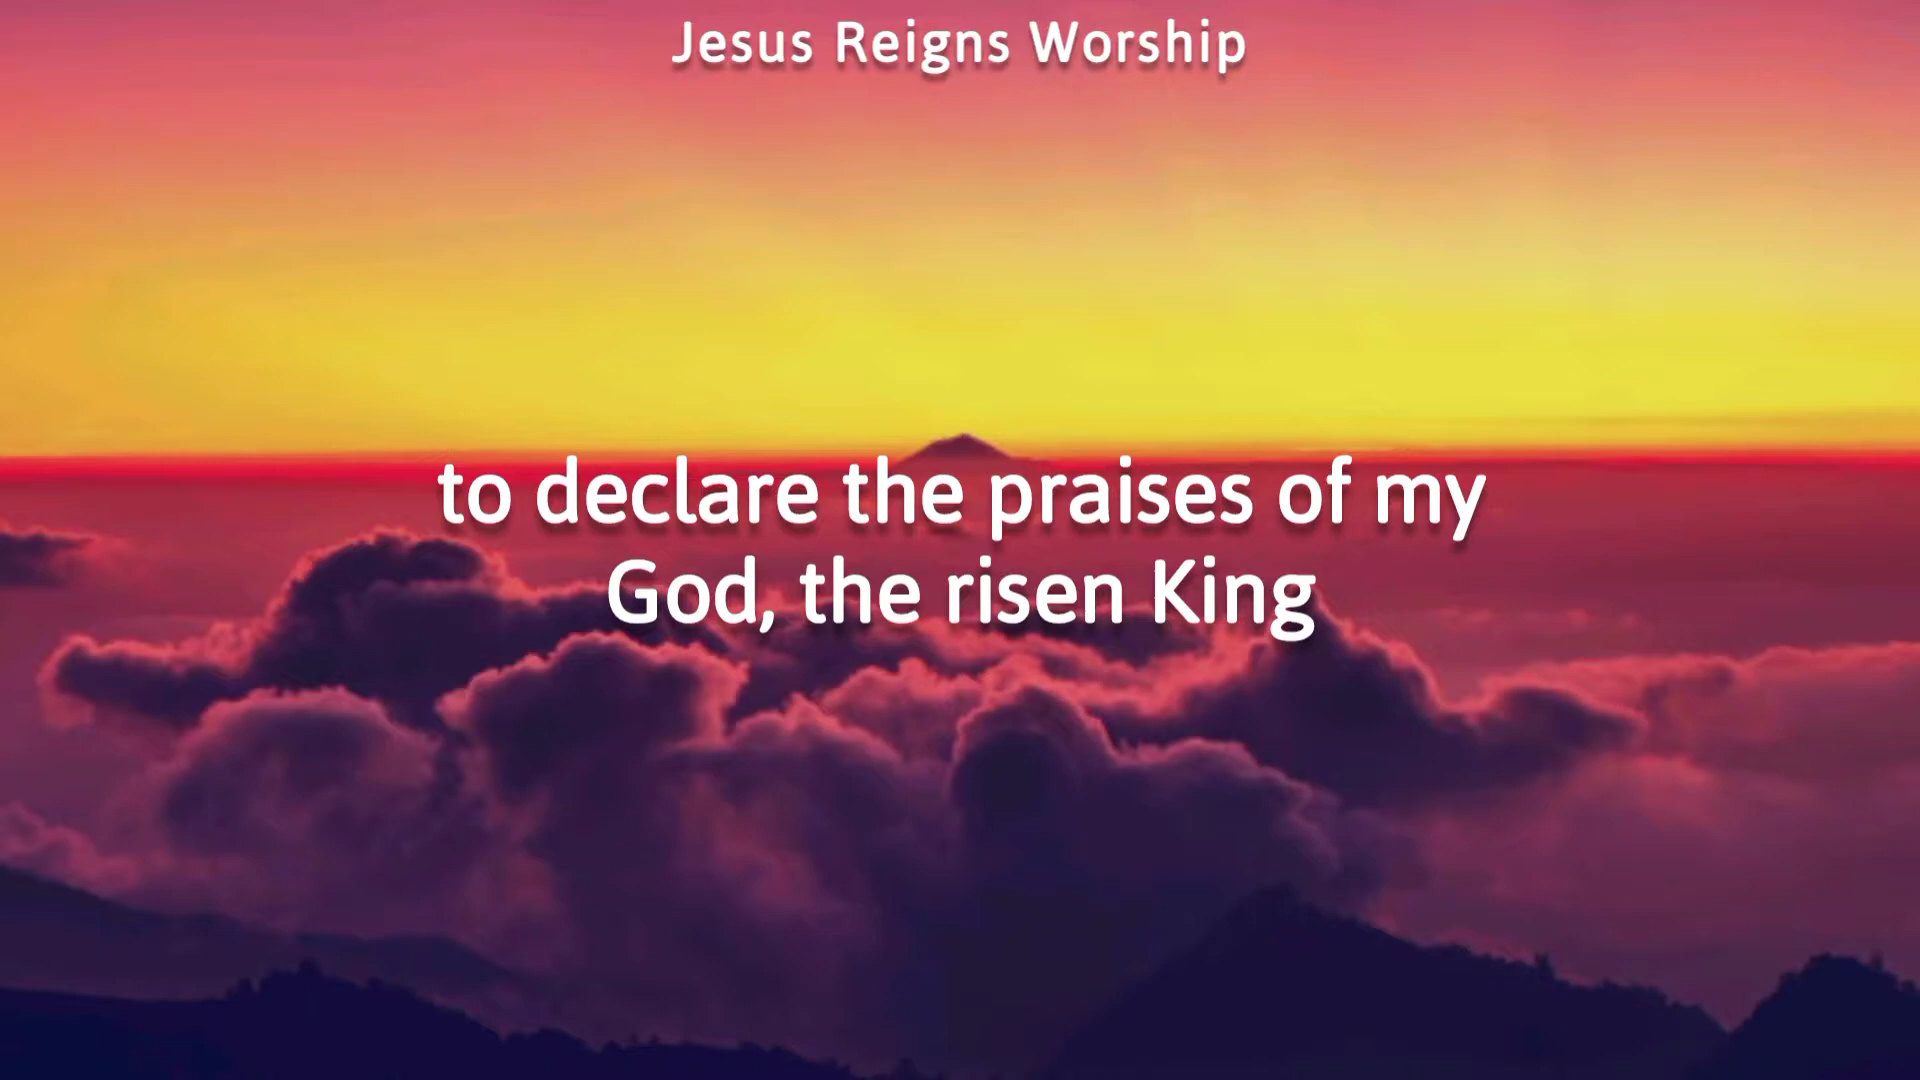 Jesus Reigns Worship
to declare the praises of my
God, the risen King